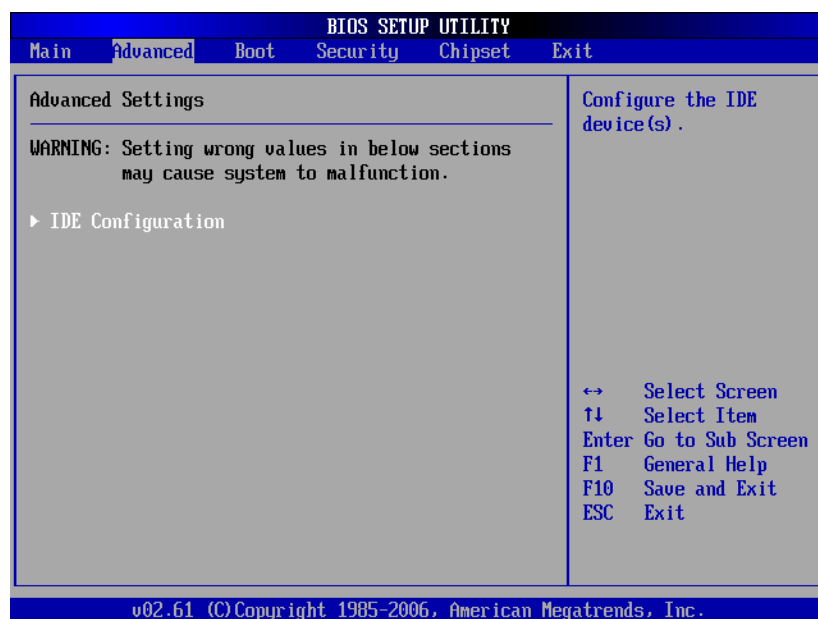 BIOS SETUP UTILITY
Main Advanced Boot Security Chipset Exit
Advanced Settings
WARNING: Setting wrong values in below sections
may cause system to malfunction.
▶ IDE Configuration
Configure the IDE
device(s).
↔ Select Screen
↑↓ Select Item
Enter Go to Sub Screen
F1 General Help
F10 Save and Exit
ESC Exit
v02.61 (C)Copyright 1985-2006, American Megatrends, Inc.